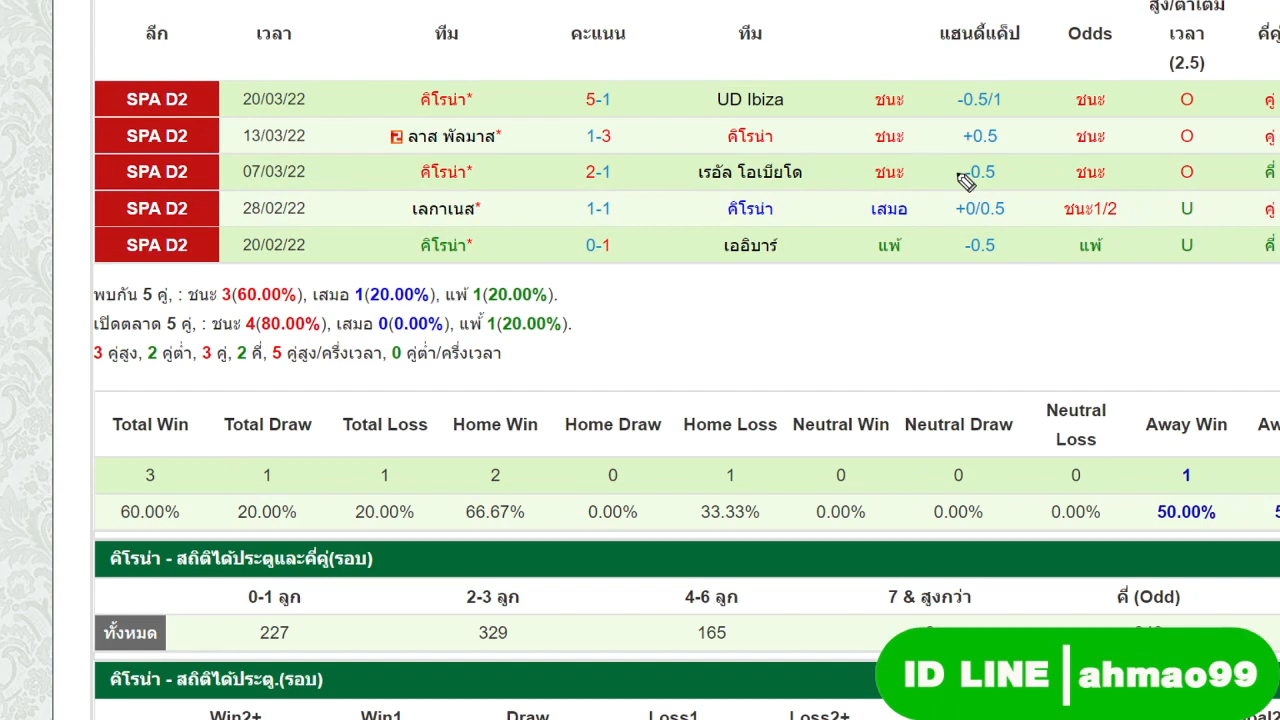 สูง/ต่ำเต็ม
ลีก เวลา ทีม คะแนน ทีม แฮนดี้แค็ป Odds เวลา
(2.5)
SPA D2 20/03/22 คิโรน่า* 5-1 UD Ibiza ชนะ -0.5/1 ชนะ O คู่
SPA D2 13/03/22 2 ลาส พัลมาส* 1-3 คิโรน่า ชนะ +0.5 ชนะ O คู่
SPA D2 07/03/22 คิโรน่า* 2-1 เรอัล โอเบียโด ชนะ -0.5 ชนะ O คี่
SPA D2 28/02/22 เลกาเนส* 1-1 คิโรน่า เสมอ +0/0.5 ชนะ1/2 U คู่
SPA D2 20/02/22 คิโรน่า* 0-1 เออิบาร์ แพ้ -0.5 แพ้ U คี่
พบกัน 5 คู่, : ชนะ 3(60.00%), เสมอ 1(20.00%), แพ้ 1(20.00%).
เปิดตลาด 5 คู่, : ชนะ 4(80.00%), เสมอ 0(0.00%), แพ้ 1(20.00%).
3 คู่สูง, 2 คู่ต่ำ, 3 คู่, 2 คี่, 5 คู่สูง/ครึ่งเวลา, 0 คู่ต่ำ/ครึ่งเวลา
Total Win Total Draw Total Loss Home Win Home Draw Home Loss Neutral Win Neutral Draw Neutral Loss Away Win
3 1 1 2 0 1 0 0 0 1
60.00% 20.00% 20.00% 66.67% 0.00% 33.33% 0.00% 0.00% 0.00% 50.00%
คิโรน่า - สถิติได้ประตูและคี่คู่(รอบ)
0-1 ลูก 2-3 ลูก 4-6 ลูก 7 & สูงกว่า คี่ (Odd)
ทั้งหมด 227 329 165
คิโรน่า - สถิติได้ประตู.(รอบ)
Win2+ Win1 Draw Loss1 Loss2+
ID LINE ahmao99